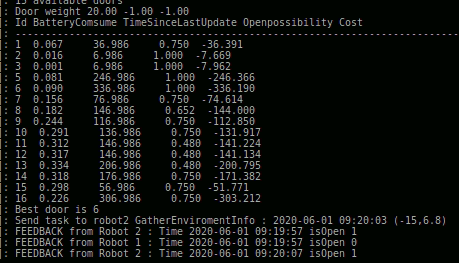 |: 15 available doors
|: Door weight 20.00 -1.00 -1.00
|: Id BatteryComsume TimeSinceLastUpdate Openpossibility Cost
|: ----------------------------------------------------------------
|: 1 0.067 36.986 0.750 -36.391
|: 2 0.016 6.986 1.000 -7.669
|: 3 0.001 6.986 1.000 -7.962
|: 5 0.081 246.986 1.000 -246.366
|: 6 0.090 336.986 1.000 -336.190
|: 7 0.156 76.986 0.750 -74.614
|: 8 0.182 146.986 0.652 -144.000
|: 9 0.244 116.986 0.750 -112.850
|: 10 0.291 136.986 0.750 -131.917
|: 11 0.312 146.986 0.480 -141.224
|: 12 0.317 146.986 0.480 -141.134
|: 13 0.334 206.986 0.480 -200.795
|: 14 0.318 176.986 0.750 -171.382
|: 15 0.298 56.986 0.750 -51.771
|: 16 0.226 306.986 0.750 -303.212
|: Best door is 6
|: Send task to robot2 GatherEnviromentInfo : 2020-06-01 09:20:03 (-15,6.8)
|: FEEDBACK from Robot 2 : Time 2020-06-01 09:19:57 isOpen 1
|: FEEDBACK from Robot 1 : Time 2020-06-01 09:19:57 isOpen 0
|: FEEDBACK from Robot 2 : Time 2020-06-01 09:20:07 isOpen 1